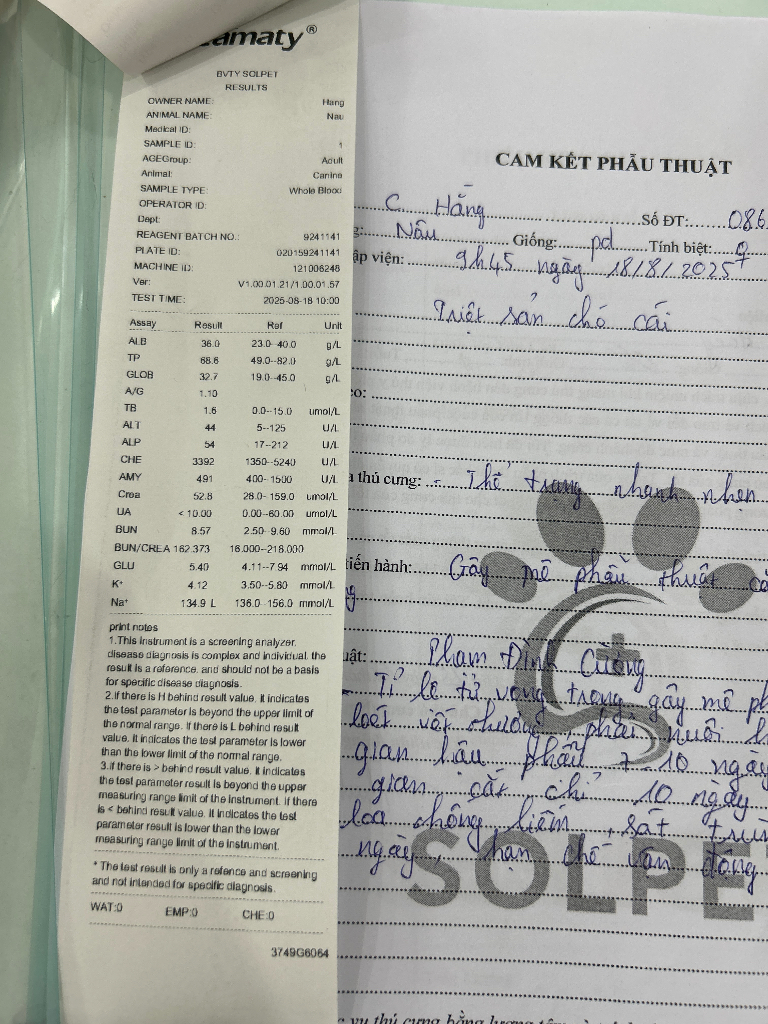 amaty®
BVTY SOLPET
RESULTS
OWNER NAME: Hang
ANIMAL NAME: Nau
Medical ID:
SAMPLE ID: 1
AGEGroup: Adult
Animal: Canine
SAMPLE TYPE: Whole Blood
OPERATOR ID:
Dept:
REAGENT BATCH NO.: 9241141
PLATE ID: 020159241141
MACHINE ID: 121006248
Ver: V1.00.01.21/1.00.01.57
TEST TIME: 2025-08-18 10:00
Assay Result Ref Unit
ALB 36.0 23.0--40.0 g/L
TP 68.6 49.0--82.0 g/L
GLOB 32.7 19.0--45.0 g/L
A/G 1.10
TB 1.6 0.0--15.0 umol/L
ALT 44 5--125 U/L
ALP 54 17--212 U/L
CHE 3392 1350--5240 U/L
AMY 491 400--1500 U/L
Crea 52.8 28.0--159.0 umol/L
UA < 10.00 0.00--60.00 umol/L
BUN 8.57 2.50--9.60 mmol/L
BUN/CREA 162.373 16.000--218.000
GLU 5.40 4.11--7.94 mmol/L
K⁺ 4.12 3.50--5.80 mmol/L
Na⁺ 134.9 L 136.0--156.0 mmol/L
print notes
1.This instrument is a screening analyzer,
disease diagnosis is complex and individual, the
result is a reference, and should not be a basis
for specific disease diagnosis.
2.If there is H behind result value, it indicates
the test parameter is beyond the upper limit of
the normal range. If there is L behind result
value. It indicates the test parameter is lower
than the lower limit of the normal range.
3.if there is > behind result value, it indicates
the test parameter result is beyond the upper
measuring range limit of the instrument. If there
is < behind result value. It indicates the test
parameter result is lower than the lower
measuring range limit of the instrument.
* The test result is only a refence and screening
and not intended for specific diagnosis.
WAT:0 EMP:0 CHE:0
3749G6064
CAM KẾT PHẪU THUẬT
C Hằng Số ĐT: 086
g: Nâu Giống: pd Tính biệt: ♀
ập viện: 9h45 ngày 18/8/2025
Triệt sản chó cái
eo:
a thú cưng: - Thể trạng nhanh nhẹn
tiến hành: Gây mê phẫu thuật cắ
ng
uật: Phạm Đình Cường
- Tỉ lệ tử vong trong gây mê ph
loét vết thương, phải nuôi
gian hậu phẫu 7-10 ngày
gian cắt chỉ 10 ngày
loa chống liếm, sát trùn
ngày, hạn chế vận động
SOLPE
vụ thú cưng bằng lương tâm